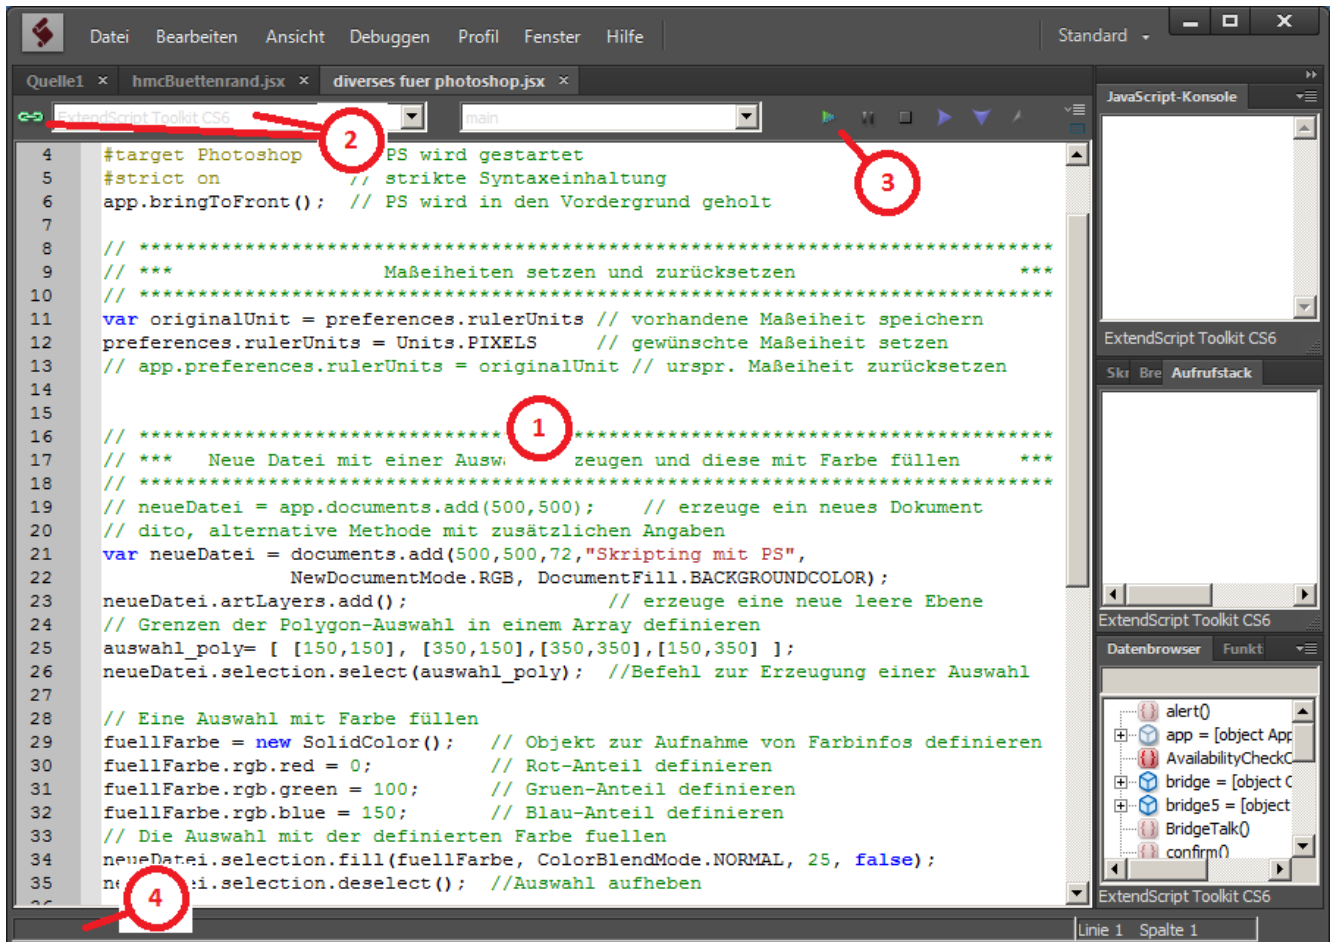 Datei Bearbeiten Ansicht Debuggen Profil Fenster Hilfe Standard
Quelle1 × hmcBuettenrand.jsx × diverses fuer photoshop.jsx ×
ExtendScript Toolkit CS6 main
2
3
4 #target Photoshop PS wird gestartet
5 #strict on // strikte Syntaxeinhaltung
6 app.bringToFront(); // PS wird in den Vordergrund geholt
7
8 // **********************************************************************
9 // *** Maßeiheiten setzen und zurücksetzen ***
10 // **********************************************************************
11 var originalUnit = preferences.rulerUnits // vorhandene Maßeiheit speichern
12 preferences.rulerUnits = Units.PIXELS // gewünschte Maßeiheit setzen
13 // app.preferences.rulerUnits = originalUnit // urspr. Maßeiheit zurücksetzen
14
15
1
16 // **********************************************************************
17 // *** Neue Datei mit einer zeugen und diese mit Farbe füllen ***
18 // **********************************************************************
19 // neueDatei = app.documents.add(500,500); // erzeuge ein neues Dokument
20 // dito, alternative Methode mit zusätzlichen Angaben
21 var neueDatei = documents.add(500,500,72,"Skripting mit PS",
22 NewDocumentMode.RGB, DocumentFill.BACKGROUNDCOLOR);
23 neueDatei.artLayers.add(); // erzeuge eine neue leere Ebene
24 // Grenzen der Polygon-Auswahl in einem Array definieren
25 auswahl_poly= [ [150,150], [350,150],[350,350],[150,350] ];
26 neueDatei.selection.select(auswahl_poly); //Befehl zur Erzeugung einer Auswahl
27
28 // Eine Auswahl mit Farbe füllen
29 fuellFarbe = new SolidColor(); // Objekt zur Aufnahme von Farbinfos definieren
30 fuellFarbe.rgb.red = 0; // Rot-Anteil definieren
31 fuellFarbe.rgb.green = 100; // Gruen-Anteil definieren
32 fuellFarbe.rgb.blue = 150; // Blau-Anteil definieren
33 // Die Auswahl mit der definierten Farbe fuellen
34 neueDatei.selection.fill(fuellFarbe, ColorBlendMode.NORMAL, 25, false);
35 i.selection.deselect(); //Auswahl aufheben
4
JavaScript-Konsole
ExtendScript Toolkit CS6
Skr Bre Aufrufstack
ExtendScript Toolkit CS6
Datenbrowser Funkt
alert()
app = [object App
AvailabilityCheckC
bridge = [object C
bridge5 = [object
BridgeTalk()
confirm()
ExtendScript Toolkit CS6
Linie 1 Spalte 1